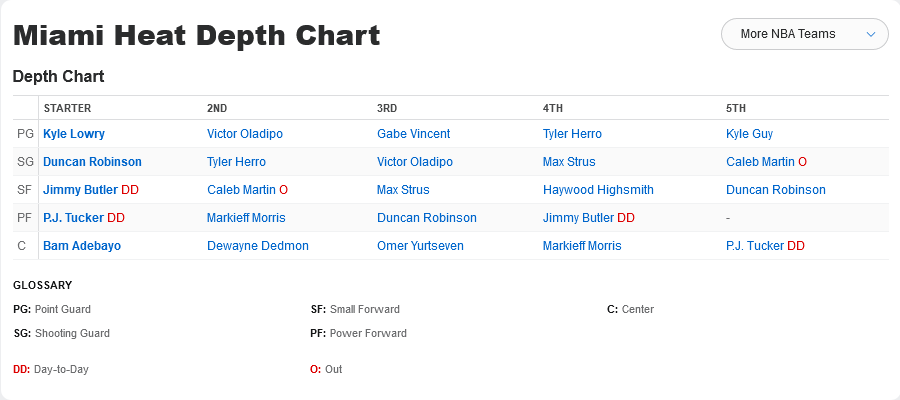 Miami Heat Depth Chart
More NBA Teams
Depth Chart
STARTER 2ND 3RD 4TH 5TH
PG Kyle Lowry Victor Oladipo Gabe Vincent Tyler Herro Kyle Guy
SG Duncan Robinson Tyler Herro Victor Oladipo Max Strus Caleb Martin O
SF Jimmy Butler DD Caleb Martin O Max Strus Haywood Highsmith Duncan Robinson
PF P.J. Tucker DD Markieff Morris Duncan Robinson Jimmy Butler DD -
C Bam Adebayo Dewayne Dedmon Omer Yurtseven Markieff Morris P.J. Tucker DD
GLOSSARY
PG: Point Guard SF: Small Forward C: Center
SG: Shooting Guard PF: Power Forward
DD: Day-to-Day O: Out